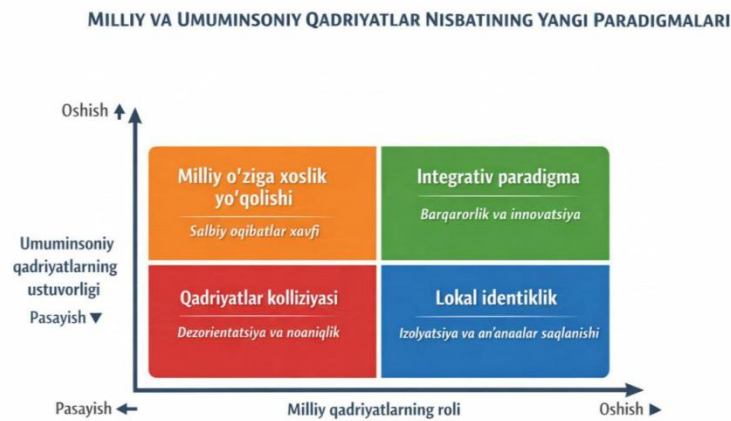 MILLIY VA UMUMINSONIY QADRIYATLAR NISBATINING YANGI PARADIGMALARI
Oshish
Milliy o'ziga xoslik
yo'qolishi
Salbiy oqibatlar xavfi
Integrativ paradigma
Barqarorlik va innovatsiya
Umuminsoniy
qadriyatlarning
ustuvorligi
Pasayish
Qadriyatlar kolliziyasi
Dezorientatsiya va noaniqlik
Lokal identiklik
Izolyatsiya va an'anaalar saqlanishi
Pasayish
Milliy qadriyatlarning roli
Oshish